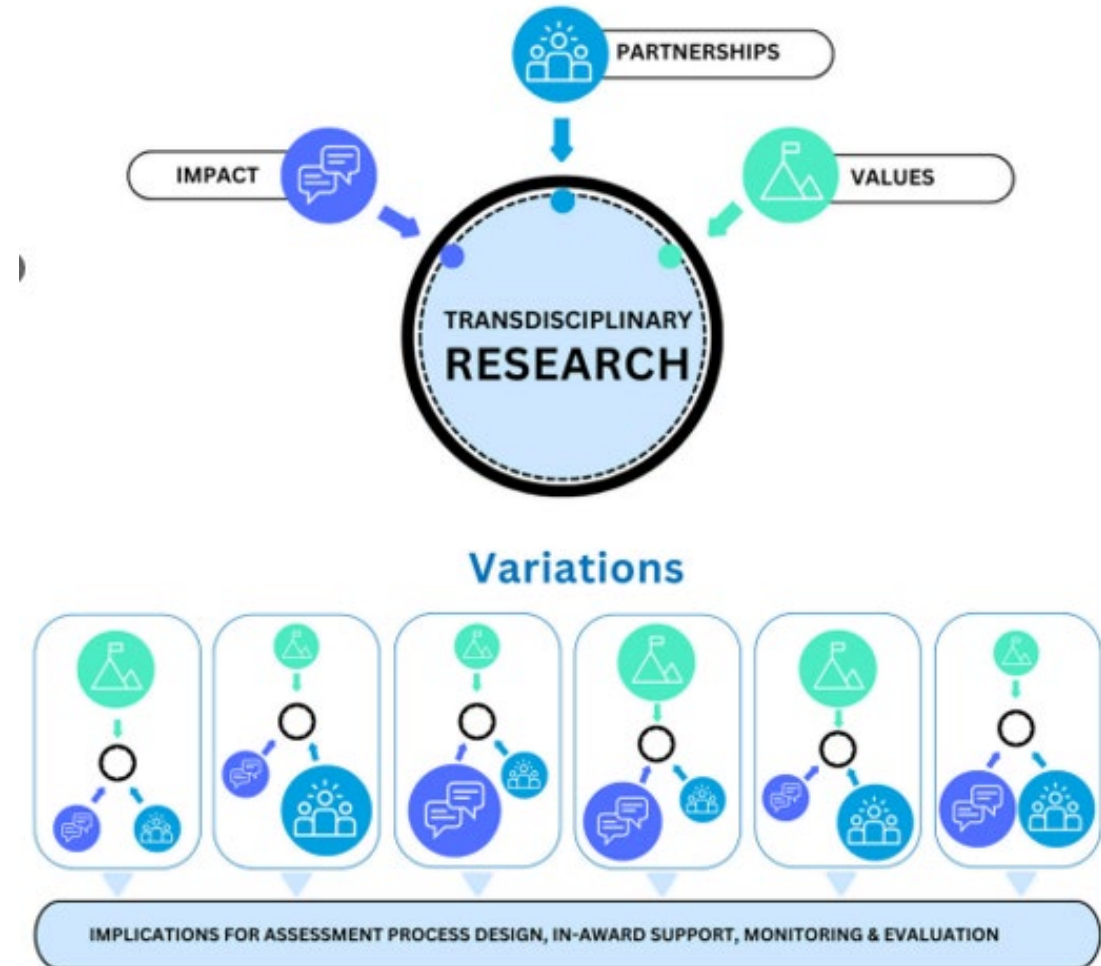 PARTNERSHIPS
IMPACT
VALUES
TRANSDISCIPLINARY
RESEARCH
Variations
IMPLICATIONS FOR ASSESSMENT PROCESS DESIGN, IN-AWARD SUPPORT, MONITORING & EVALUATION